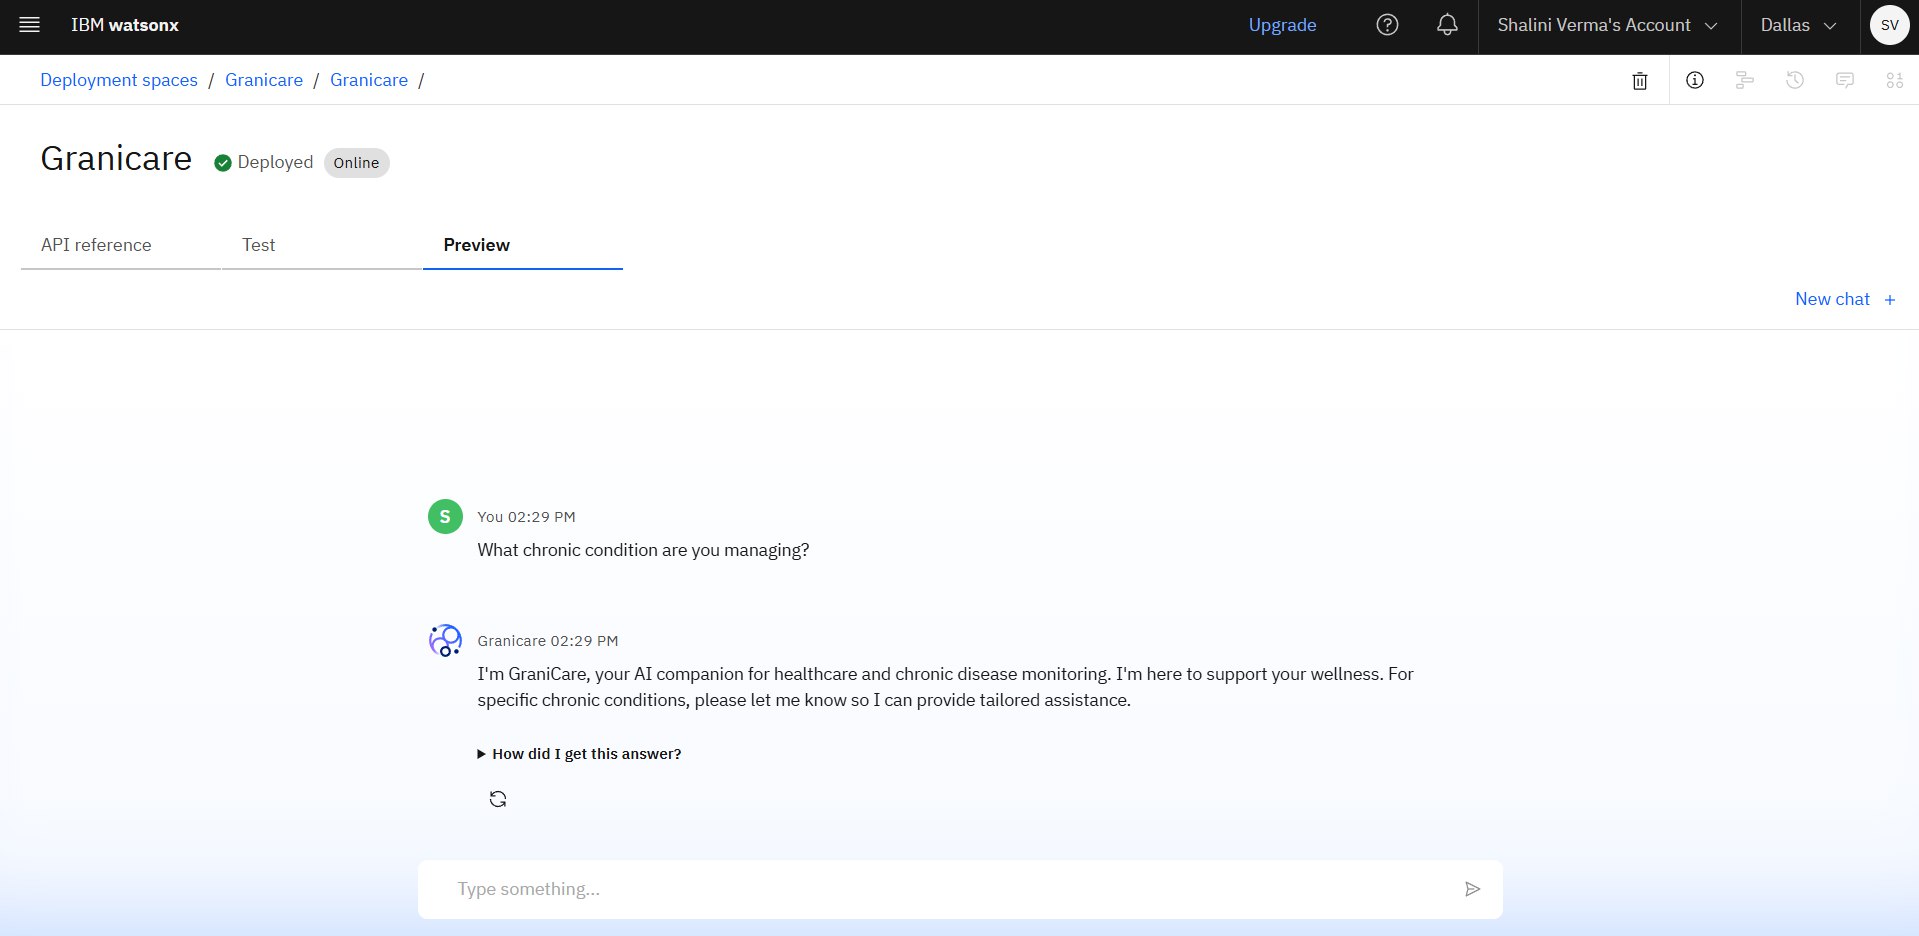 IBM watsonx
Upgrade
Shalini Verma's Account
Dallas
SV
Deployment spaces / Granicare / Granicare /
Granicare
Deployed
Online
API reference
Test
Preview
New chat +
S
You 02:29 PM
What chronic condition are you managing?
Granicare 02:29 PM
I'm GraniCare, your AI companion for healthcare and chronic disease monitoring. I'm here to support your wellness. For
specific chronic conditions, please let me know so I can provide tailored assistance.
How did I get this answer?
Type something...